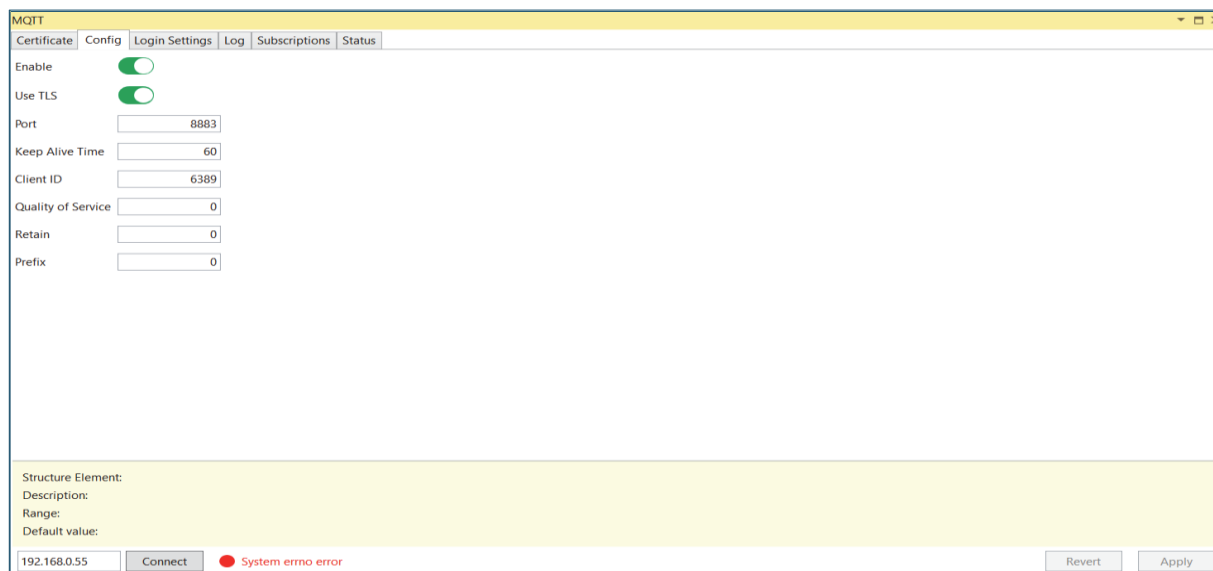 MQTT
Certificate Config Login Settings Log Subscriptions Status
Enable
Use TLS
Port 8883
Keep Alive Time 60
Client ID 6389
Quality of Service 0
Retain 0
Prefix 0
Structure Element:
Description:
Range:
Default value:
192.168.0.55 Connect System errno error Revert Apply